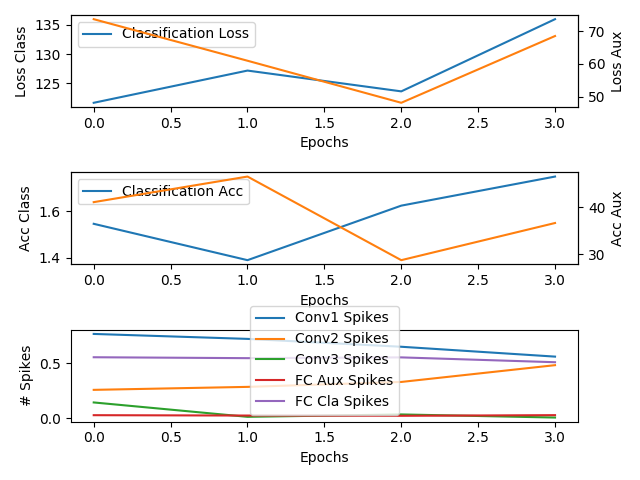 Loss Class
135
130
125
Classification Loss
70
60
50
Loss Aux
0.0 0.5 1.0 1.5 2.0 2.5 3.0
Epochs
Acc Class
1.6
1.4
Classification Acc
40
30
Acc Aux
0.0 0.5 1.0 1.5 2.0 2.5 3.0
Epochs
# Spikes
0.5
0.0
Conv1 Spikes
Conv2 Spikes
Conv3 Spikes
FC Aux Spikes
FC Cla Spikes
0.0 0.5 1.0 1.5 2.0 2.5 3.0
Epochs